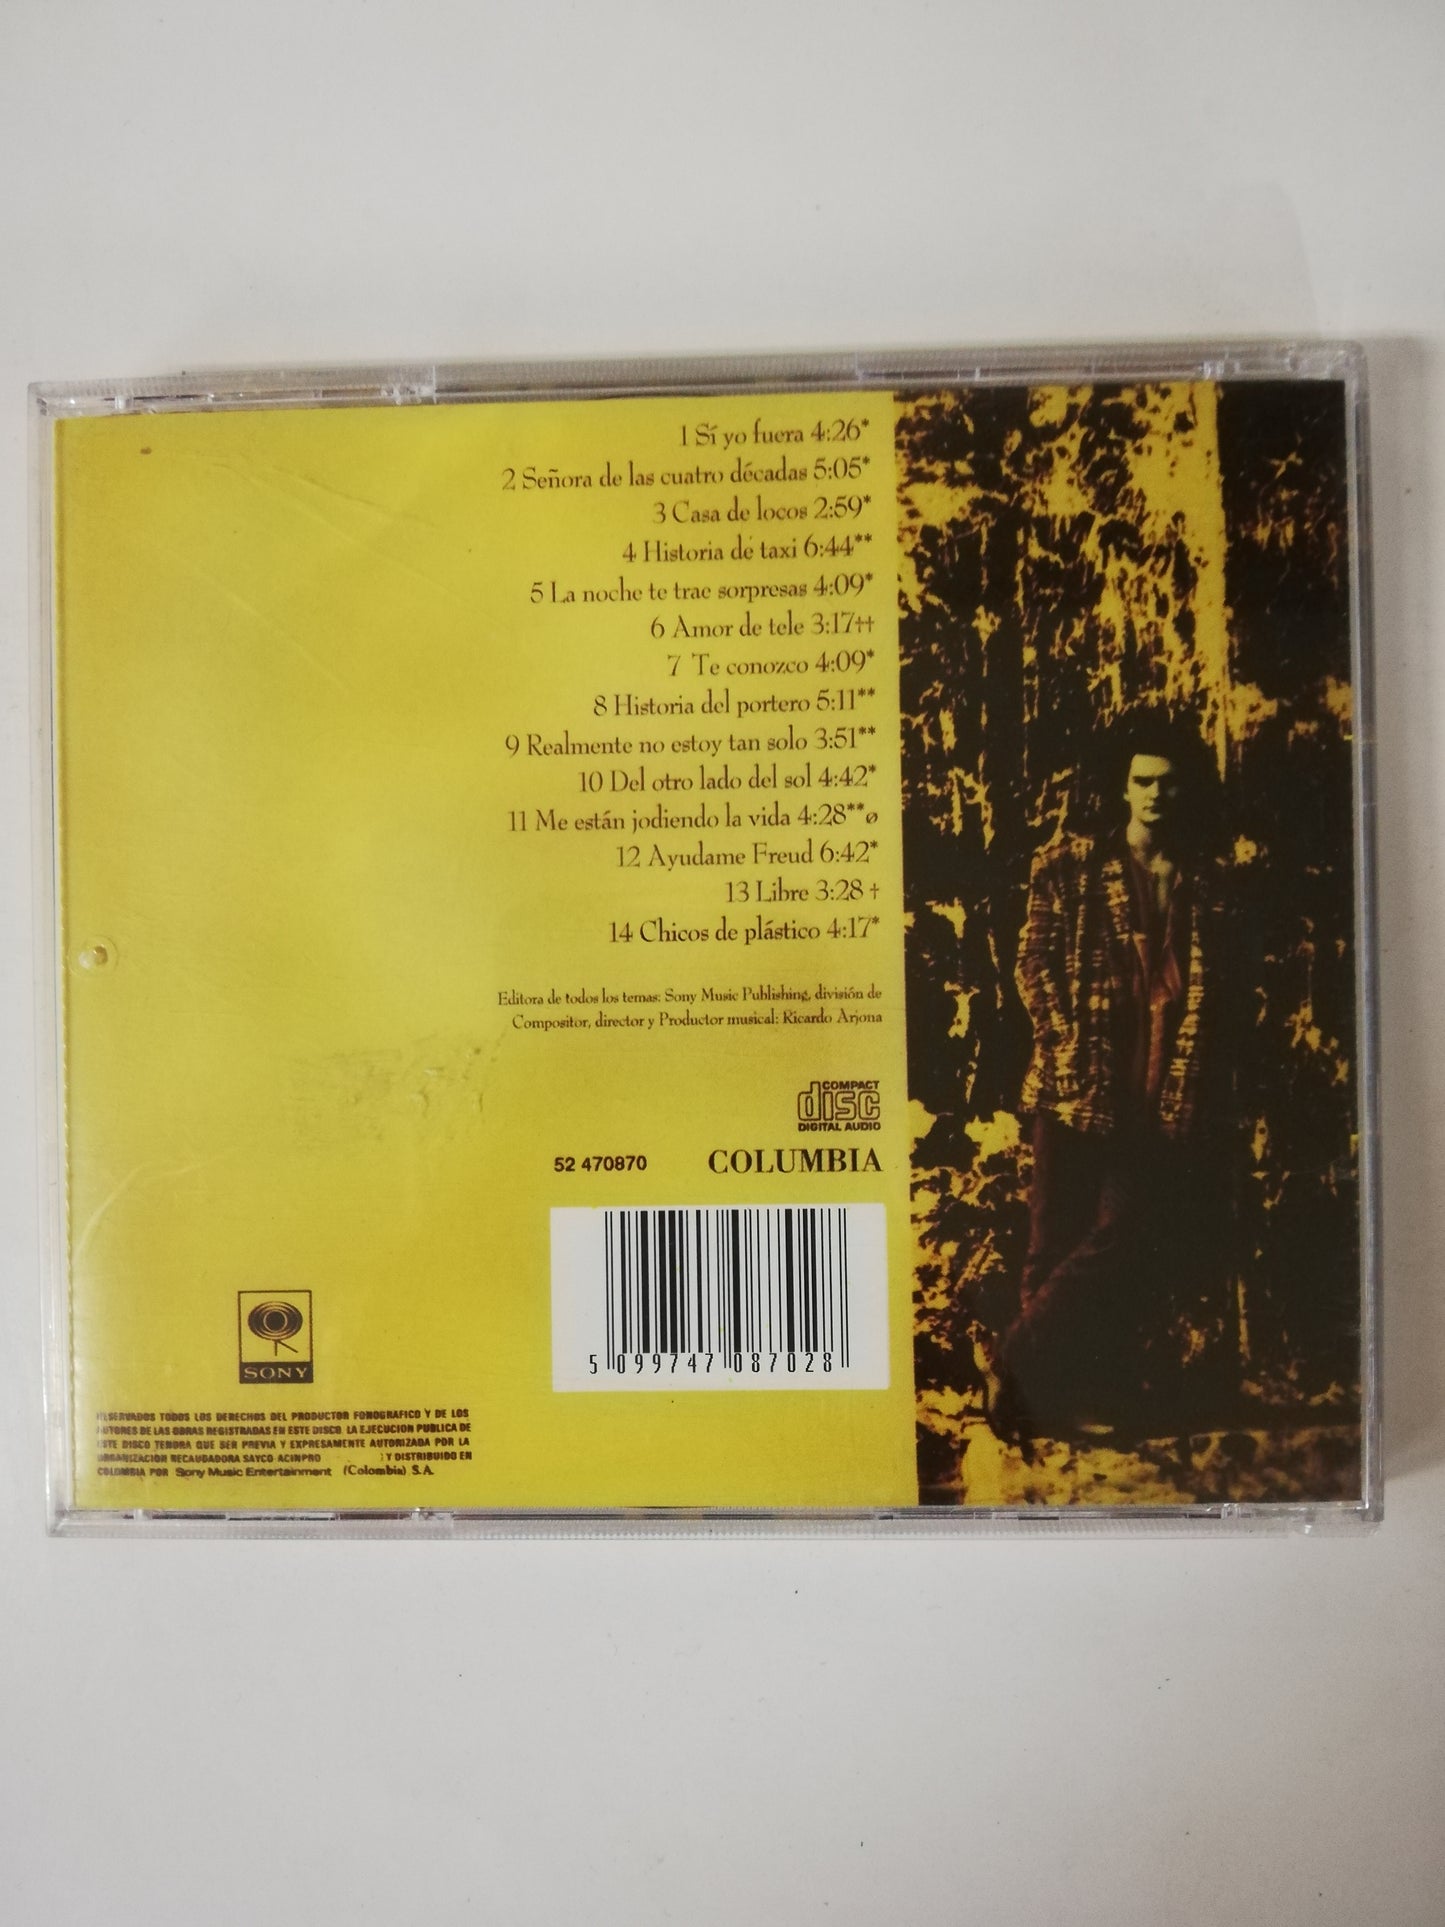 1 Sí yo fuera 4:26*
2 Señora de las cuatro décadas 5:05*
3 Casa de locos 2:59*
4 Historia de taxi 6:44**
5 La noche te trae sorpresas 4:09*
6 Amor de tele 3:17††
7 Te conozco 4:09*
8 Historia del portero 5:11**
9 Realmente no estoy tan solo 3:51**
10 Del otro lado del sol 4:42*
11 Me están jodiendo la vida 4:28**ø
12 Ayudame Freud 6:42*
13 Libre 3:28 †
14 Chicos de plástico 4:17*
Editora de todos los temas: Sony Music Publishing, división de
Compositor, director y Productor musical: Ricardo Arjona
COMPACT
disc
DIGITAL AUDIO
52 470870 COLUMBIA
5 099747 087028
SONY
RESERVADOS TODOS LOS DERECHOS DEL PRODUCTOR FONOGRAFICO Y DE LOS
AUTORES DE LAS OBRAS REGISTRADAS EN ESTE DISCO. LA EJECUCION PUBLICA DE
ESTE DISCO TENDRA QUE SER PREVIA Y EXPRESAMENTE AUTORIZADA POR LA
ORGANIZACION RECAUDADORA SAYCO-ACINPRO Y DISTRIBUIDO EN
COLOMBIA POR Sony Music Entertainment (Colombia) S.A.